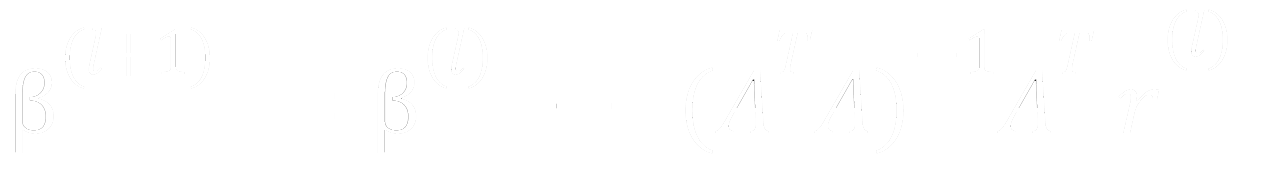 β^(l+1) = β^(l) − (A^T A)^−1 A^T r^(l)